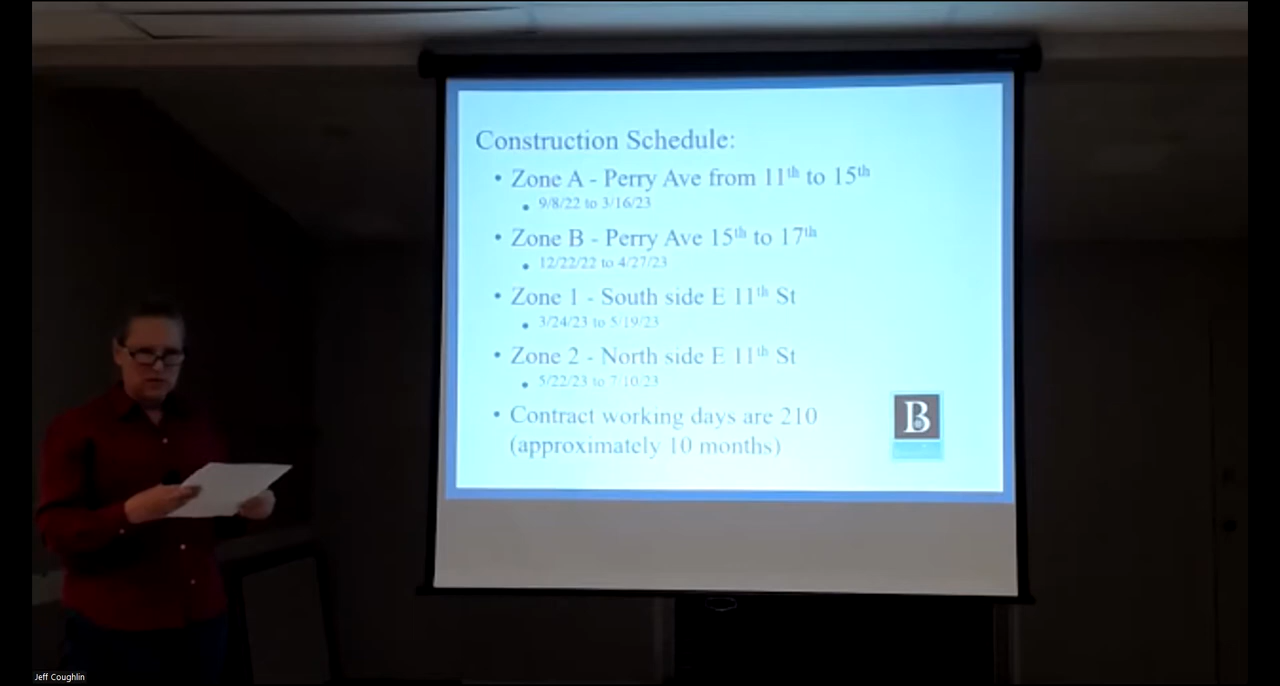 Construction Schedule:
• Zone A - Perry Ave from 11th to 15th
• 9/8/22 to 3/16/23
• Zone B - Perry Ave 15th to 17th
• 12/22/22 to 4/27/23
• Zone 1 - South side E 11th St
• 3/24/23 to 5/19/23
• Zone 2 - North side E 11th St
• 5/22/23 to 7/10/23
• Contract working days are 210
(approximately 10 months)
B
Jeff Coughlin